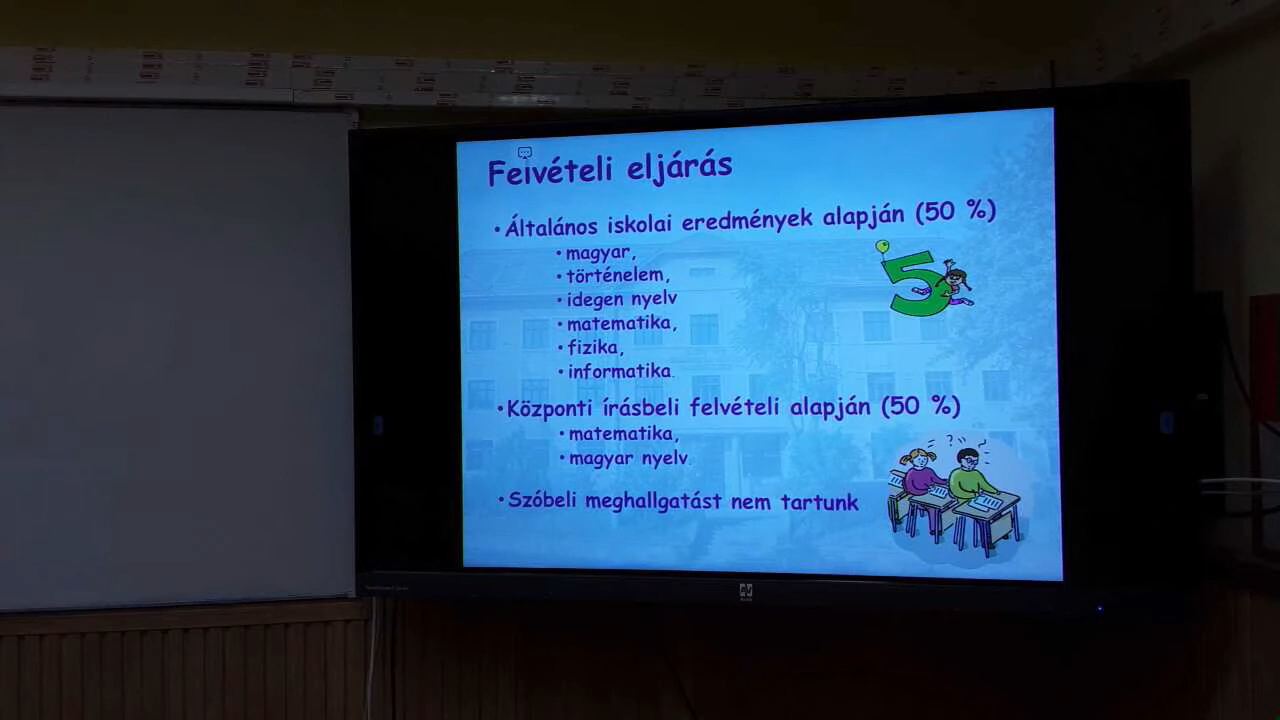 Felvételi eljárás
• Általános iskolai eredmények alapján (50 %)
• magyar,
• történelem,
• idegen nyelv
• matematika,
• fizika,
• informatika.
• Központi írásbeli felvételi alapján (50 %)
• matematika,
• magyar nyelv.
• Szóbeli meghallgatást nem tartunk
5